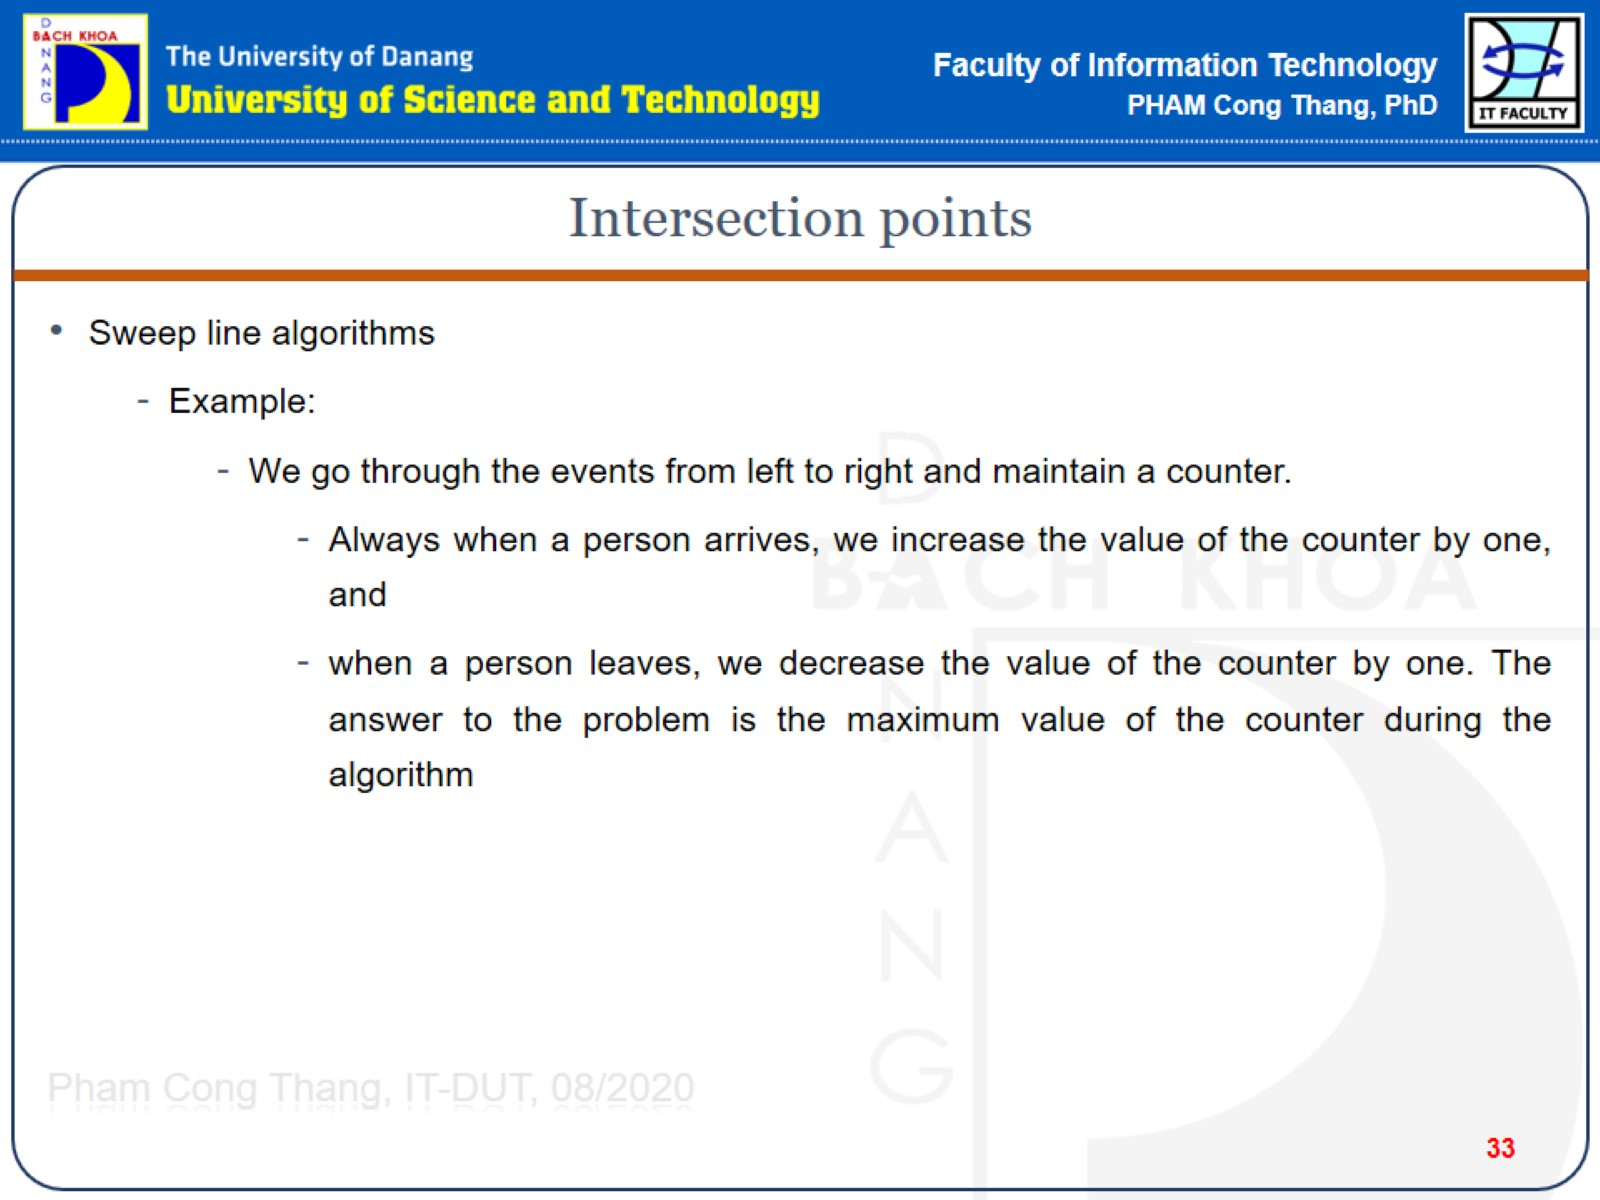 D
BACH KHOA
N
A
N
G
The University of Danang
University of Science and Technology
Faculty of Information Technology
PHAM Cong Thang, PhD
IT FACULTY
Intersection points
• Sweep line algorithms
- Example:
- We go through the events from left to right and maintain a counter.
- Always when a person arrives, we increase the value of the counter by one,
and
- when a person leaves, we decrease the value of the counter by one. The
answer to the problem is the maximum value of the counter during the
algorithm
D
BACH KHOA
N
A
N
G
Pham Cong Thang, IT-DUT, 08/2020
33